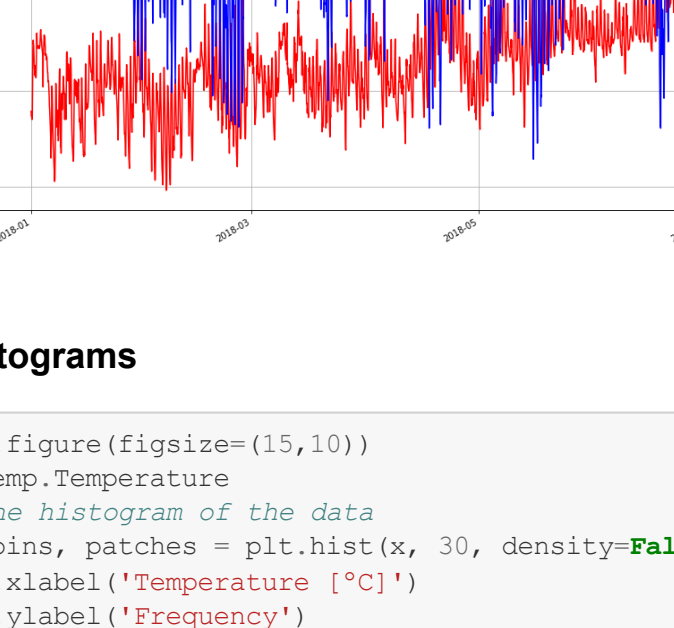 2018-01
2018-03
2018-05
tograms
figure(figsize=(15,10))
emp.Temperature
he histogram of the data
bins, patches = plt.hist(x, 30, density=Fal
xlabel('Temperature [°C]')
ylabel('Frequency')